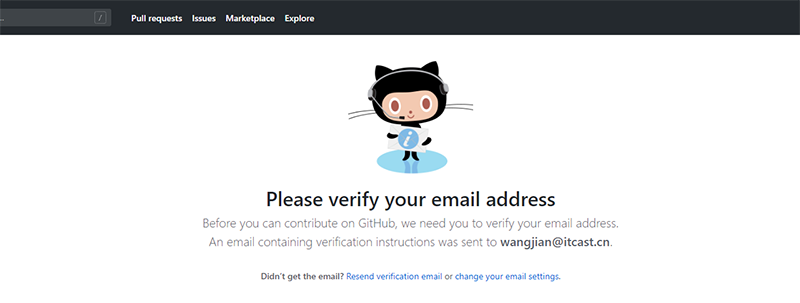 ... / Pull requests Issues Marketplace Explore
i
Please verify your email address
Before you can contribute on GitHub, we need you to verify your email address.
An email containing verification instructions was sent to wangjian@itcast.cn.
Didn't get the email? Resend verification email or change your email settings.